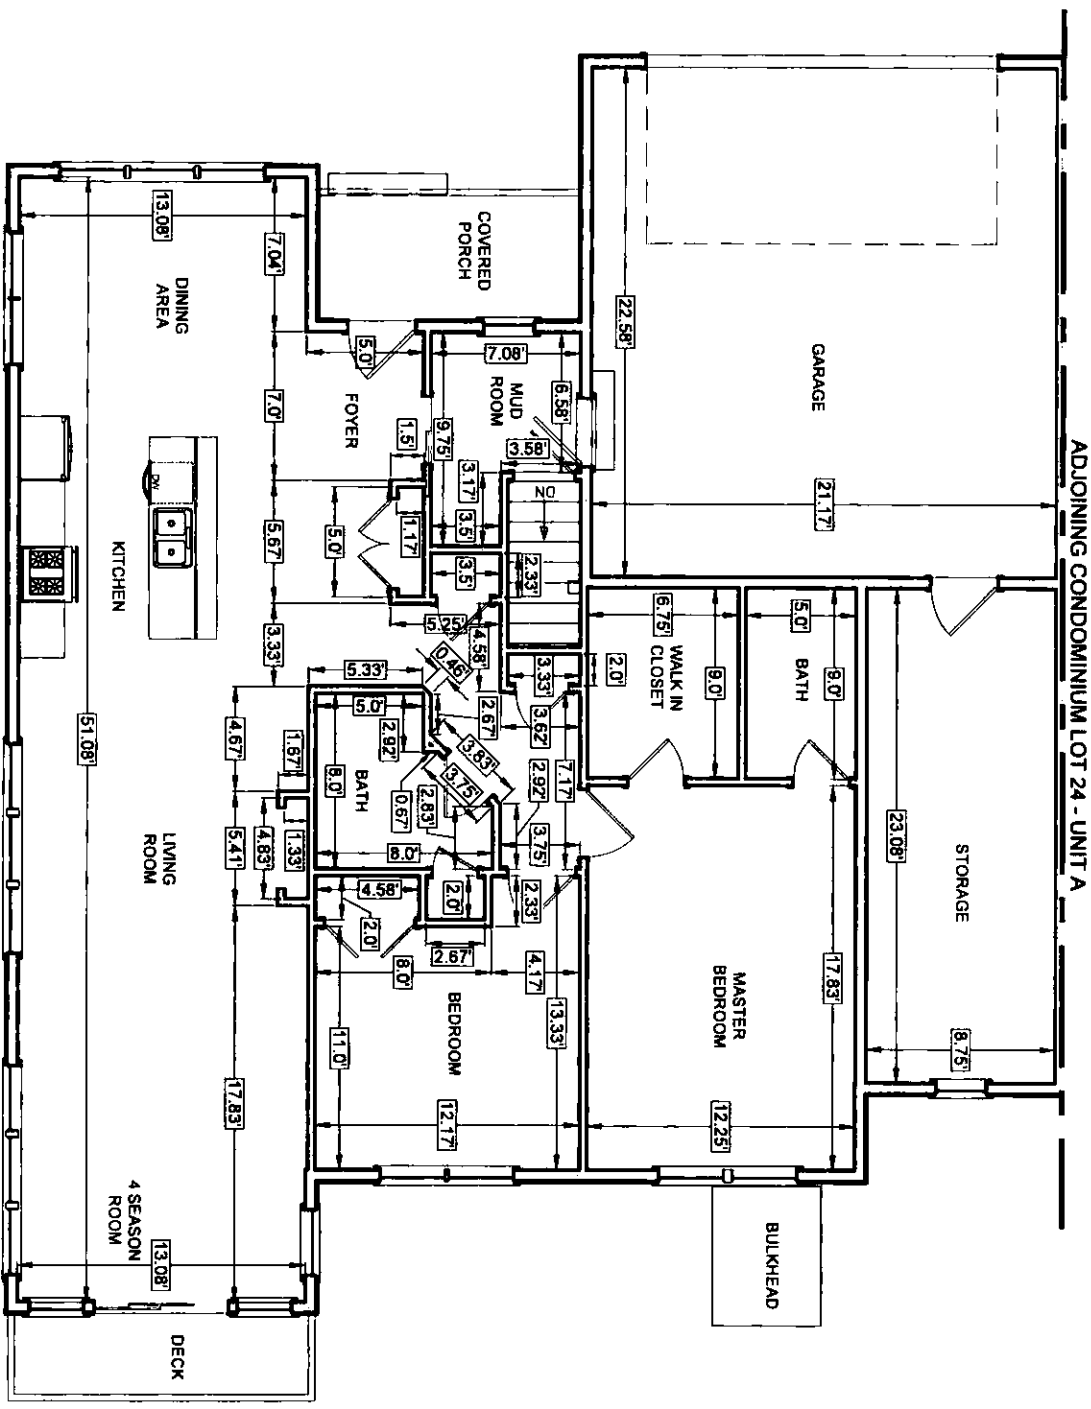 ADJOINING CONDOMINIUM LOT 24 - UNIT A
GARAGE
22.58'
21.17'
STORAGE
23.08'
8.75'
BATH
5.0'
9.0'
WALK IN
CLOSET
6.75'
9.0'
2.0'
MASTER
BEDROOM
17.83'
12.25'
BULKHEAD
COVERED
PORCH
MUD
ROOM
7.08'
6.58'
9.75'
3.58'
3.17'
3.5'
DN
2.33'
3.5'
FOYER
5.0'
1.5'
1.17'
5.0'
5.25'
4.58'
0.46'
3.33'
3.62'
2.67'
3.83'
3.75'
2.92'
7.17'
3.75'
2.33'
BATH
5.33'
5.0'
2.92'
8.0'
0.67'
2.83'
8.0'
4.58'
2.0'
2.0'
2.67'
BEDROOM
8.0'
4.17'
13.33'
11.0'
12.17'
DINING
AREA
13.08'
7.04'
7.0'
5.67'
3.33'
KITCHEN
DW
51.08'
4.67'
1.67'
5.41'
4.83'
1.33'
LIVING
ROOM
17.83'
4 SEASON
ROOM
13.08'
DECK